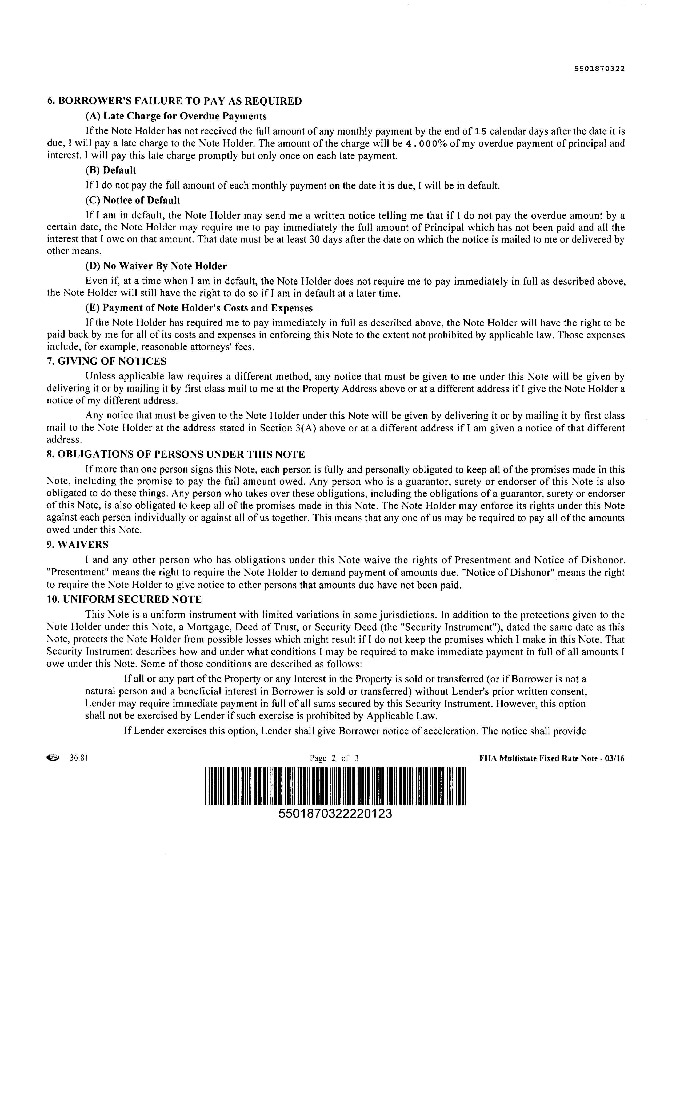 5501870322
6. BORROWER'S FAILURE TO PAY AS REQUIRED
(A) Late Charge for Overdue Payments
If the Note Holder has not received the full amount of any monthly payment by the end of 15 calendar days after the date it is
due, I will pay a late charge to the Note Holder. The amount of the charge will be 4.000% of my overdue payment of principal and
interest. I will pay this late charge promptly but only once on each late payment.
(B) Default
If I do not pay the full amount of each monthly payment on the date it is due, I will be in default.
(C) Notice of Default
If I am in default, the Note Holder may send me a written notice telling me that if I do not pay the overdue amount by a
certain date, the Note Holder may require me to pay immediately the full amount of Principal which has not been paid and all the
interest that I owe on that amount. That date must be at least 30 days after the date on which the notice is mailed to me or delivered by
other means.
(D) No Waiver By Note Holder
Even if, at a time when I am in default, the Note Holder does not require me to pay immediately in full as described above,
the Note Holder will still have the right to do so if I am in default at a later time.
(E) Payment of Note Holder's Costs and Expenses
If the Note Holder has required me to pay immediately in full as described above, the Note Holder will have the right to be
paid back by me for all of its costs and expenses in enforcing this Note to the extent not prohibited by applicable law. Those expenses
include, for example, reasonable attorneys' fees.
7. GIVING OF NOTICES
Unless applicable law requires a different method, any notice that must be given to me under this Note will be given by
delivering it or by mailing it by first class mail to me at the Property Address above or at a different address if I give the Note Holder a
notice of my different address.
Any notice that must be given to the Note Holder under this Note will be given by delivering it or by mailing it by first class
mail to the Note Holder at the address stated in Section 3(A) above or at a different address if I am given a notice of that different
address.
8. OBLIGATIONS OF PERSONS UNDER THIS NOTE
If more than one person signs this Note, each person is fully and personally obligated to keep all of the promises made in this
Note, including the promise to pay the full amount owed. Any person who is a guarantor, surety or endorser of this Note is also
obligated to do these things. Any person who takes over these obligations, including the obligations of a guarantor, surety or endorser
of this Note, is also obligated to keep all of the promises made in this Note. The Note Holder may enforce its rights under this Note
against each person individually or against all of us together. This means that any one of us may be required to pay all of the amounts
owed under this Note.
9. WAIVERS
I and any other person who has obligations under this Note waive the rights of Presentment and Notice of Dishonor.
"Presentment" means the right to require the Note Holder to demand payment of amounts due. "Notice of Dishonor" means the right
to require the Note Holder to give notice to other persons that amounts due have not been paid.
10. UNIFORM SECURED NOTE
This Note is a uniform instrument with limited variations in some jurisdictions. In addition to the protections given to the
Note Holder under this Note, a Mortgage, Deed of Trust, or Security Deed (the "Security Instrument"), dated the same date as this
Note, protects the Note Holder from possible losses which might result if I do not keep the promises which I make in this Note. That
Security Instrument describes how and under what conditions I may be required to make immediate payment in full of all amounts I
owe under this Note. Some of those conditions are described as follows:
If all or any part of the Property or any Interest in the Property is sold or transferred (or if Borrower is not a
natural person and a beneficial interest in Borrower is sold or transferred) without Lender's prior written consent,
Lender may require immediate payment in full of all sums secured by this Security Instrument. However, this option
shall not be exercised by Lender if such exercise is prohibited by Applicable Law.
If Lender exercises this option, Lender shall give Borrower notice of acceleration. The notice shall provide
36.81 Page 2 of 3 FHA Multistate Fixed Rate Note - 03/16
5501870322220123